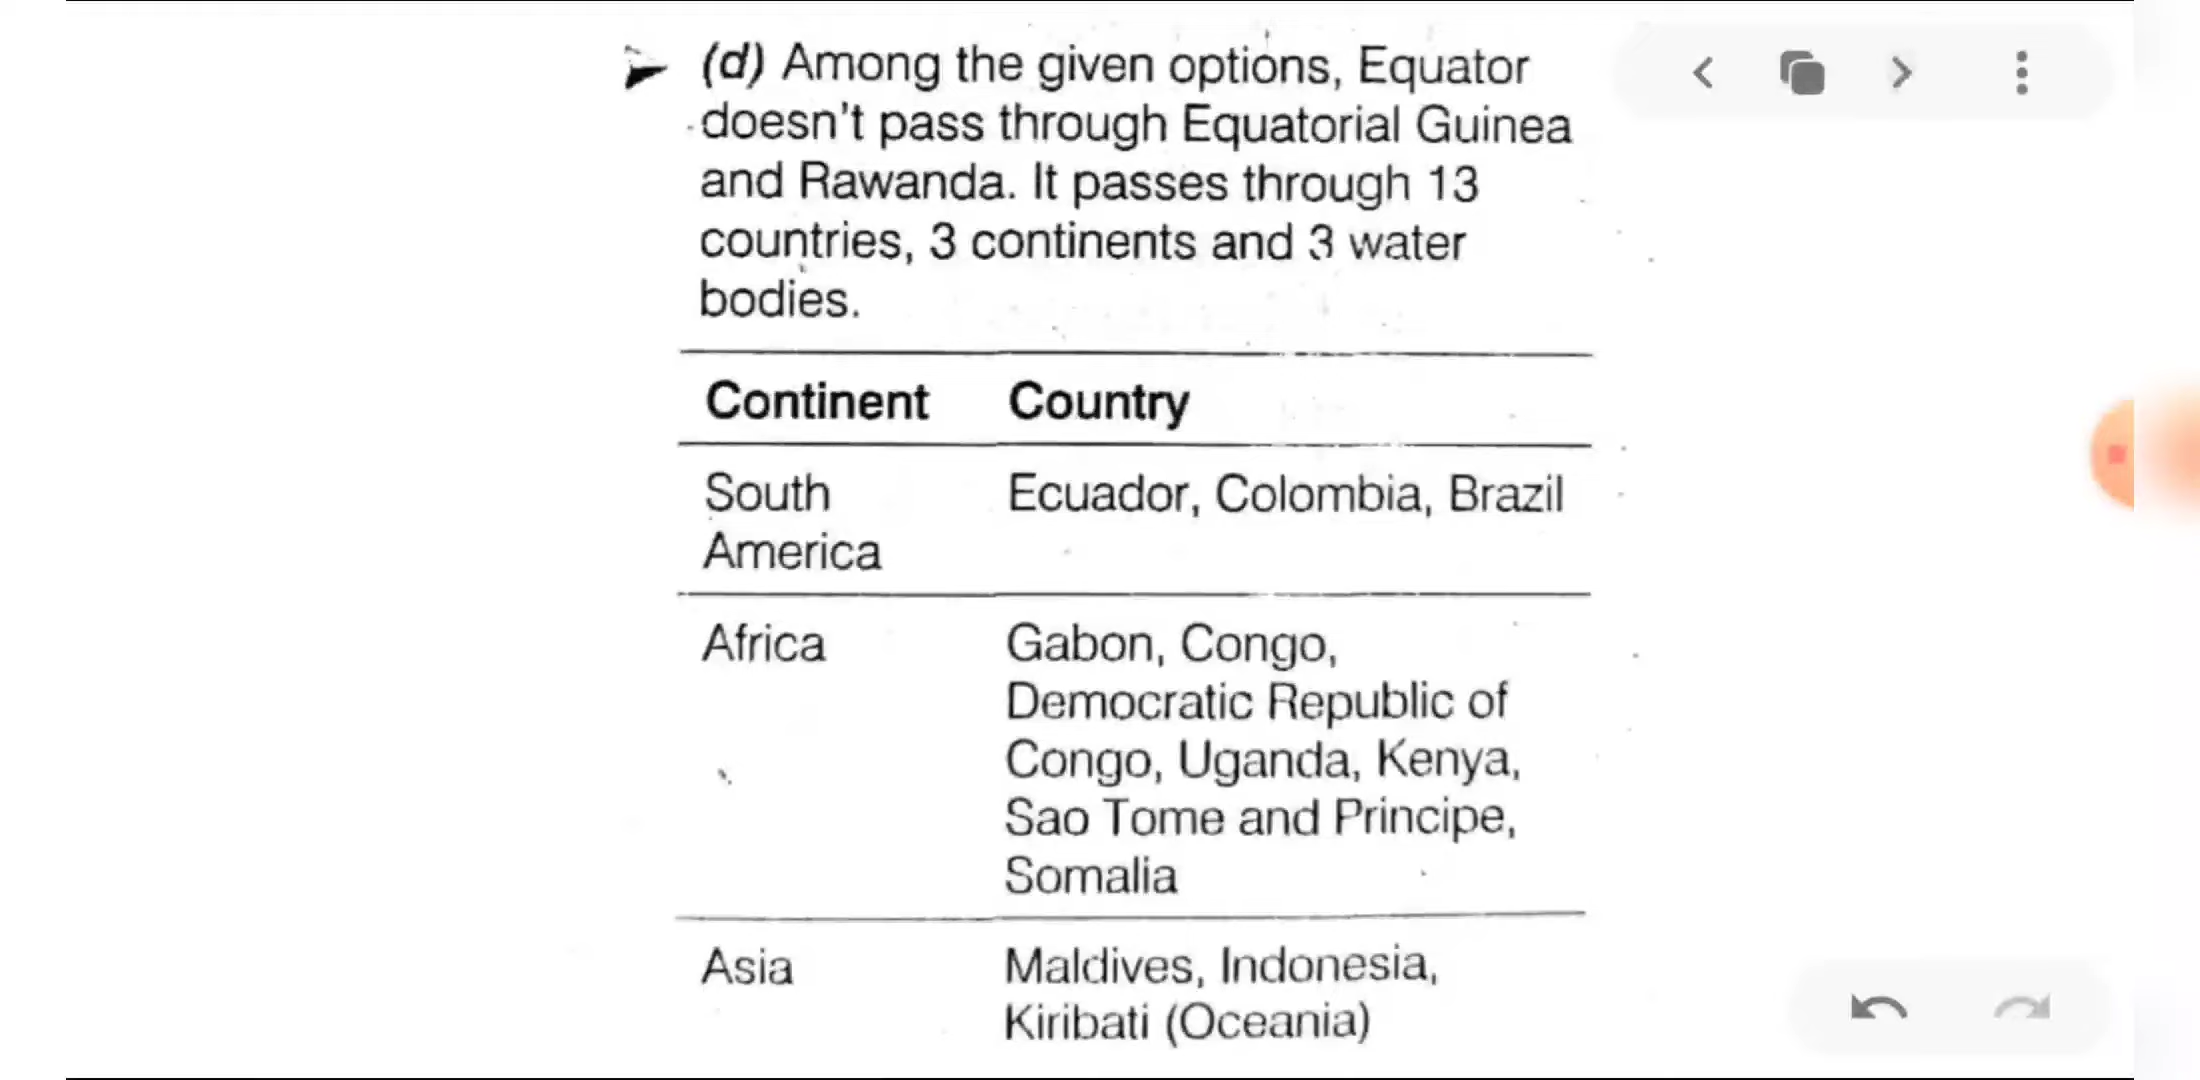 (d) Among the given options, Equator
doesn't pass through Equatorial Guinea
and Rawanda. It passes through 13
countries, 3 continents and 3 water
bodies.
Continent Country
South Ecuador, Colombia, Brazil
America
Africa Gabon, Congo,
Democratic Republic of
Congo, Uganda, Kenya,
Sao Tome and Principe,
Somalia
Asia Maldives, Indonesia,
Kiribati (Oceania)